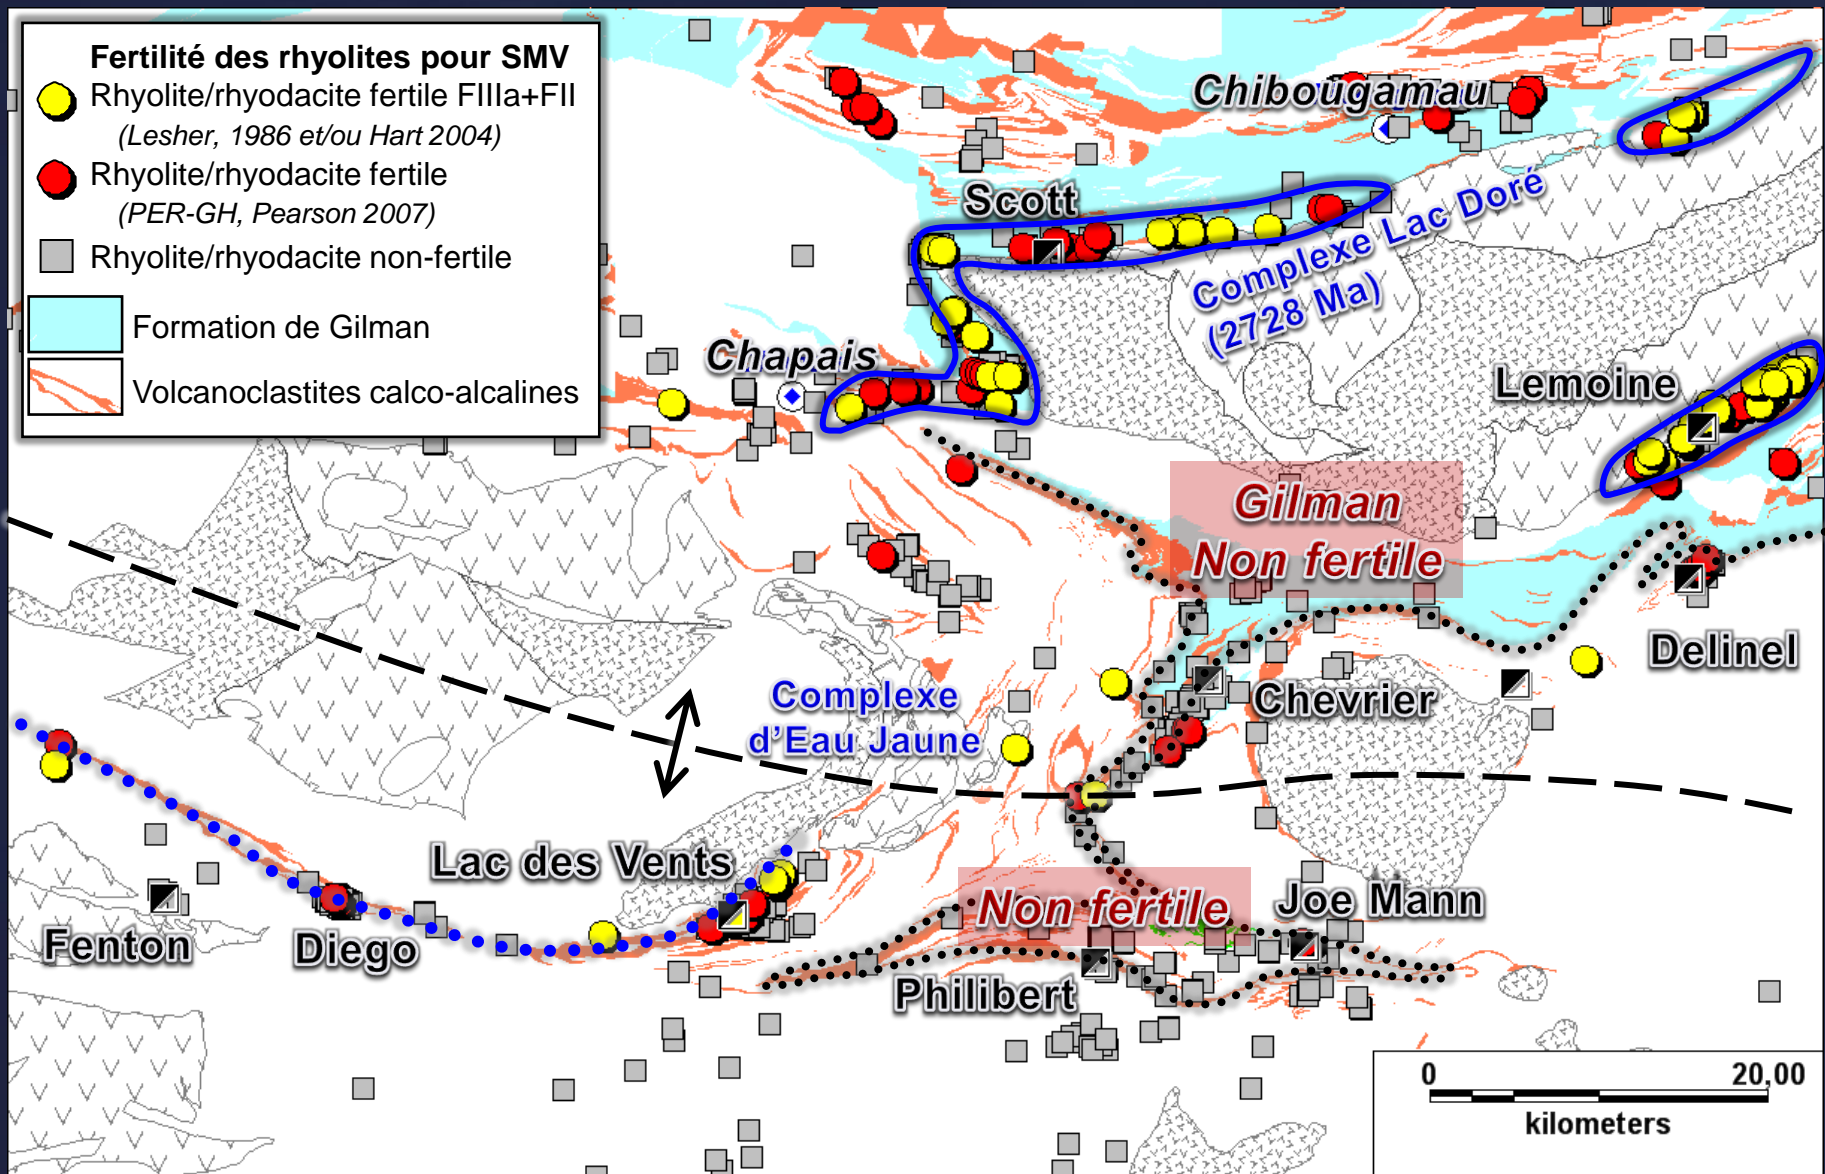 Fertilité des rhyolites pour SMV
Rhyolite/rhyodacite fertile FIIIa+FII
(Lesher, 1986 et/ou Hart 2004)
Rhyolite/rhyodacite fertile
(PER-GH, Pearson 2007)
Rhyolite/rhyodacite non-fertile
Formation de Gilman
Volcanoclastites calco-alcalines
Chibougamau
Scott
Complexe Lac Doré
(2728 Ma)
Chapais
Lemoine
Gilman
Non fertile
Delinel
Complexe
d'Eau Jaune
Chevrier
Lac des Vents
Non fertile
Joe Mann
Fenton
Diego
Philibert
0 20,00
kilometers